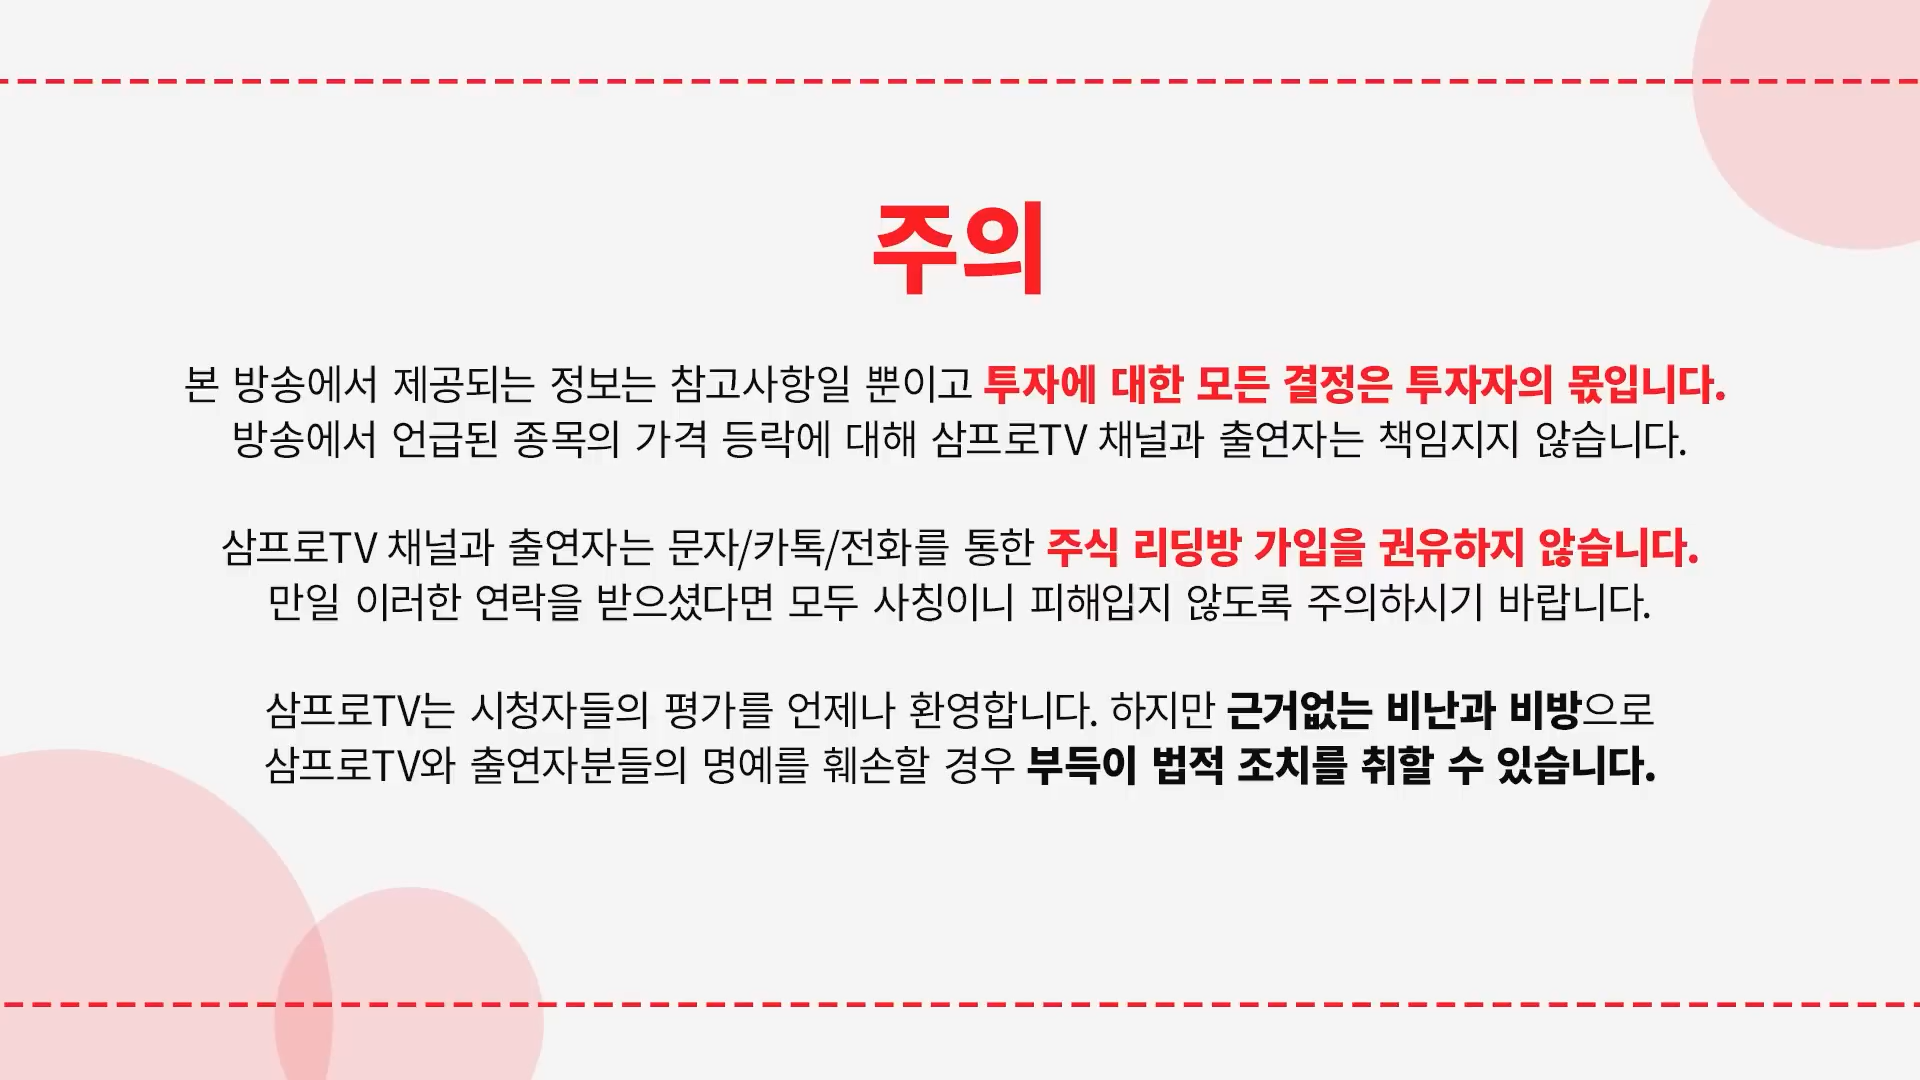 주의
본 방송에서 제공되는 정보는 참고사항일 뿐이고 투자에 대한 모든 결정은 투자자의 몫입니다.
방송에서 언급된 종목의 가격 등락에 대해 삼프로TV 채널과 출연자는 책임지지 않습니다.
삼프로TV 채널과 출연자는 문자/카톡/전화를 통한 주식 리딩방 가입을 권유하지 않습니다.
만일 이러한 연락을 받으셨다면 모두 사칭이니 피해입지 않도록 주의하시기 바랍니다.
삼프로TV는 시청자들의 평가를 언제나 환영합니다. 하지만 근거없는 비난과 비방으로
삼프로TV와 출연자분들의 명예를 훼손할 경우 부득이 법적 조치를 취할 수 있습니다.